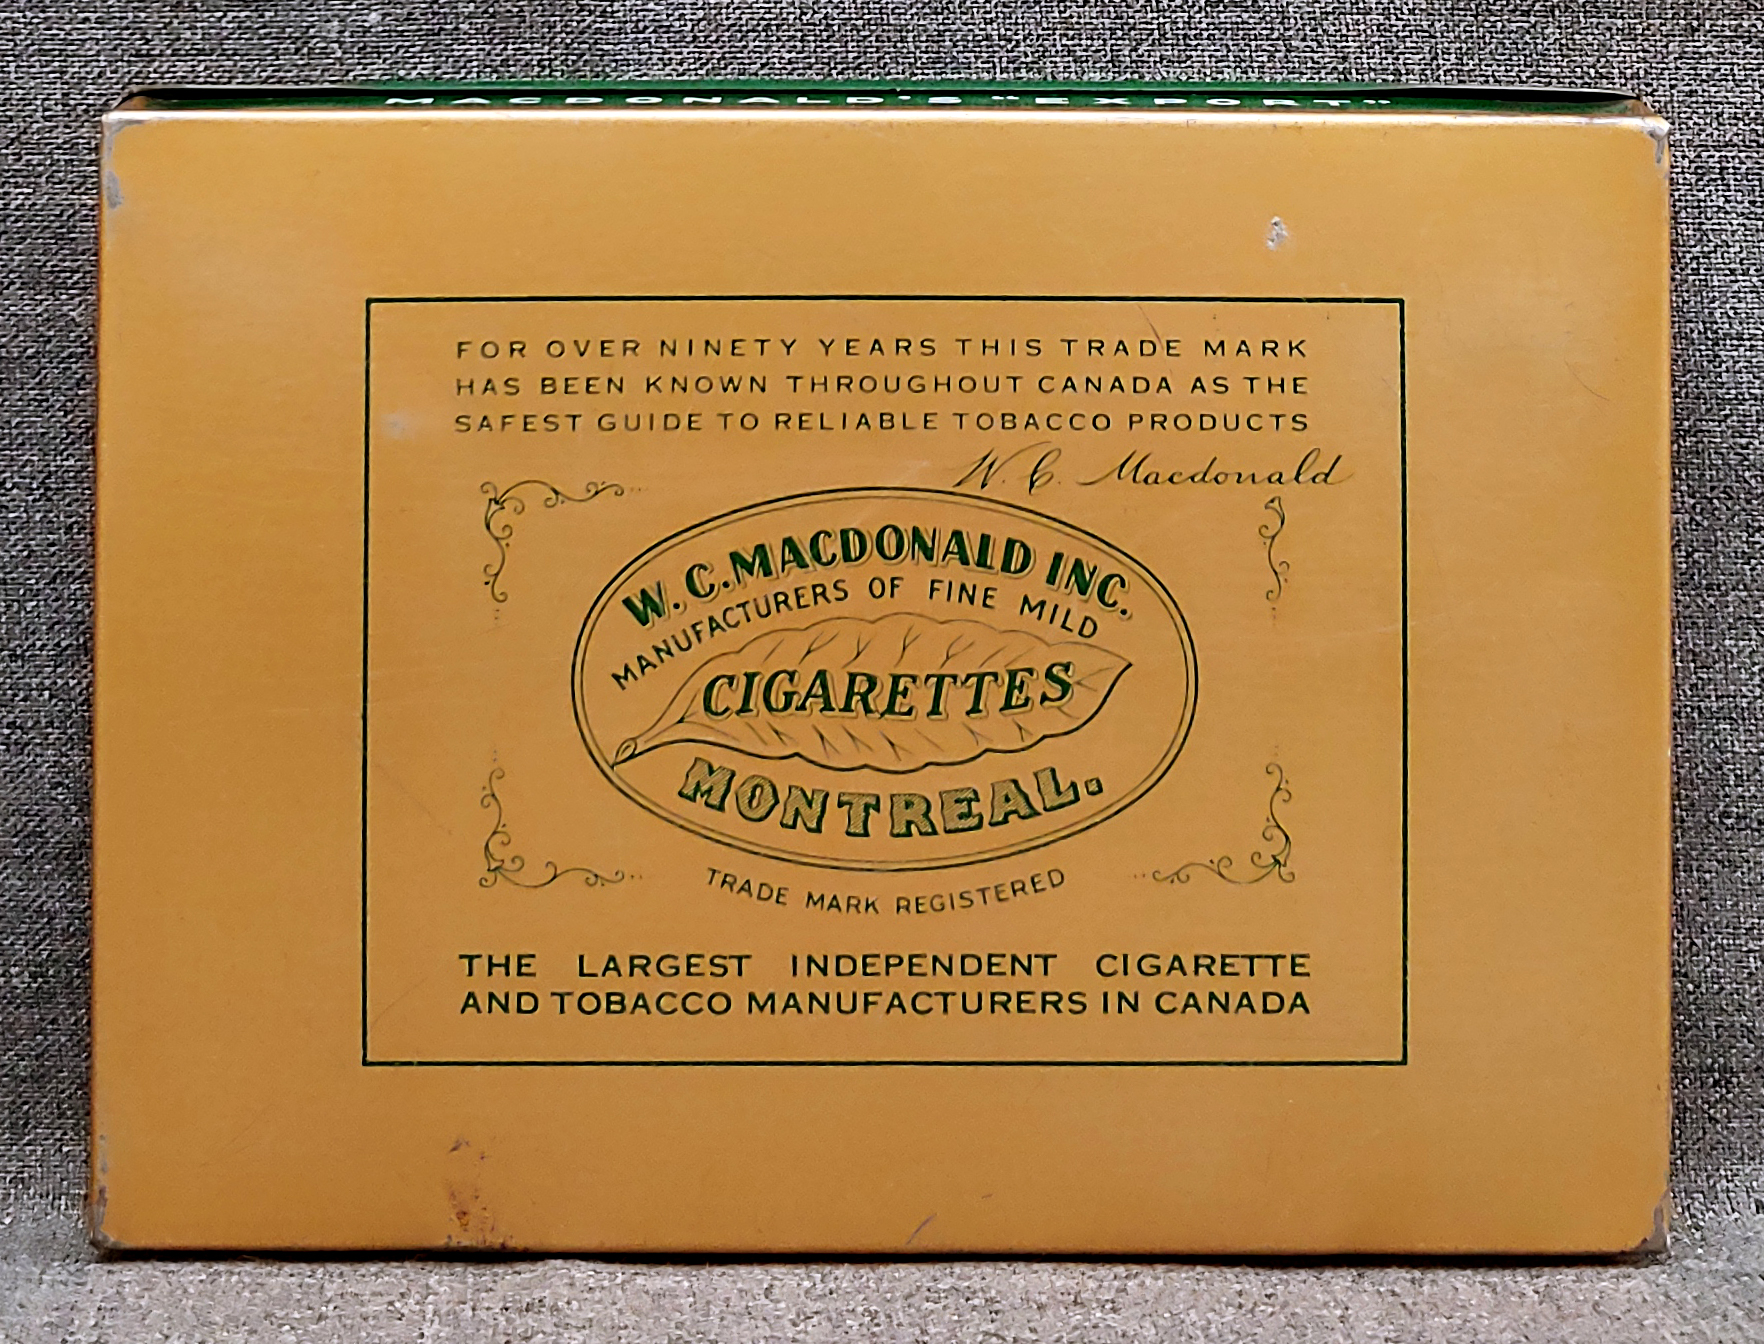 MACDONALD'S "EXPORT"
FOR OVER NINETY YEARS THIS TRADE MARK
HAS BEEN KNOWN THROUGHOUT CANADA AS THE
SAFEST GUIDE TO RELIABLE TOBACCO PRODUCTS
W. C. Macdonald
W. C. MACDONALD INC.
MANUFACTURERS OF FINE MILD
CIGARETTES
MONTREAL.
TRADE MARK REGISTERED
THE LARGEST INDEPENDENT CIGARETTE
AND TOBACCO MANUFACTURERS IN CANADA